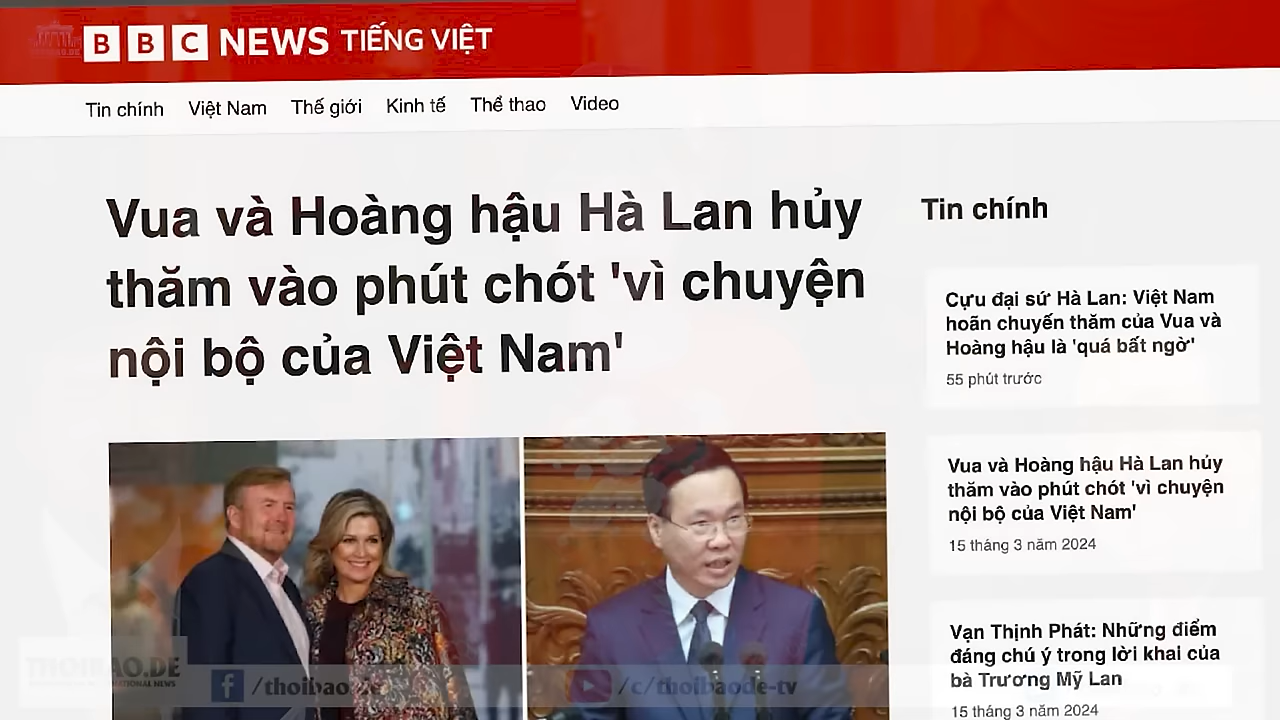 BBC NEWS TIẾNG VIỆT
Tin chính Việt Nam Thế giới Kinh tế Thể thao Video
Vua và Hoàng hậu Hà Lan hủy
thăm vào phút chót 'vì chuyện
nội bộ của Việt Nam'
Tin chính
Cựu đại sứ Hà Lan: Việt Nam
hoãn chuyến thăm của Vua và
Hoàng hậu là 'quá bất ngờ'
55 phút trước
Vua và Hoàng hậu Hà Lan hủy
thăm vào phút chót 'vì chuyện
nội bộ của Việt Nam'
15 tháng 3 năm 2024
Vạn Thịnh Phát: Những điểm
đáng chú ý trong lời khai của
bà Trương Mỹ Lan
15 tháng 3 năm 2024
THOIBAO.DE
/thoibao.de
/c/thoibaode-tv